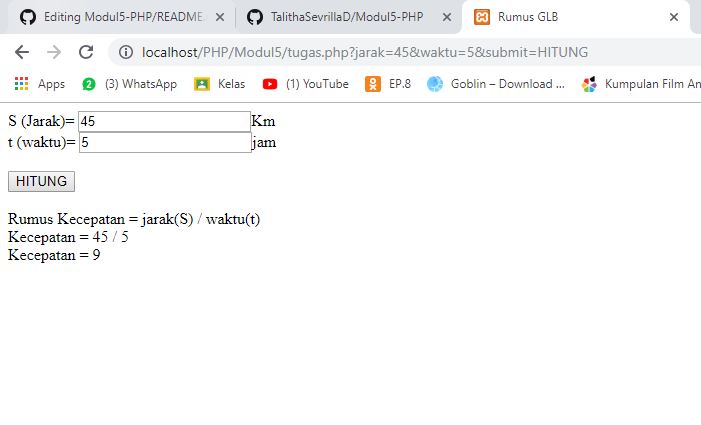 Editing Modul5-PHP/README. TalithaSevrillaD/Modul5-PHP Rumus GLB
localhost/PHP/Modul5/tugas.php?jarak=45&waktu=5&submit=HITUNG
Apps 2 (3) WhatsApp Kelas (1) YouTube EP.8 Goblin – Download ... Kumpulan Film An
S (Jarak)= 45 Km
t (waktu)= 5 jam
HITUNG
Rumus Kecepatan = jarak(S) / waktu(t)
Kecepatan = 45 / 5
Kecepatan = 9